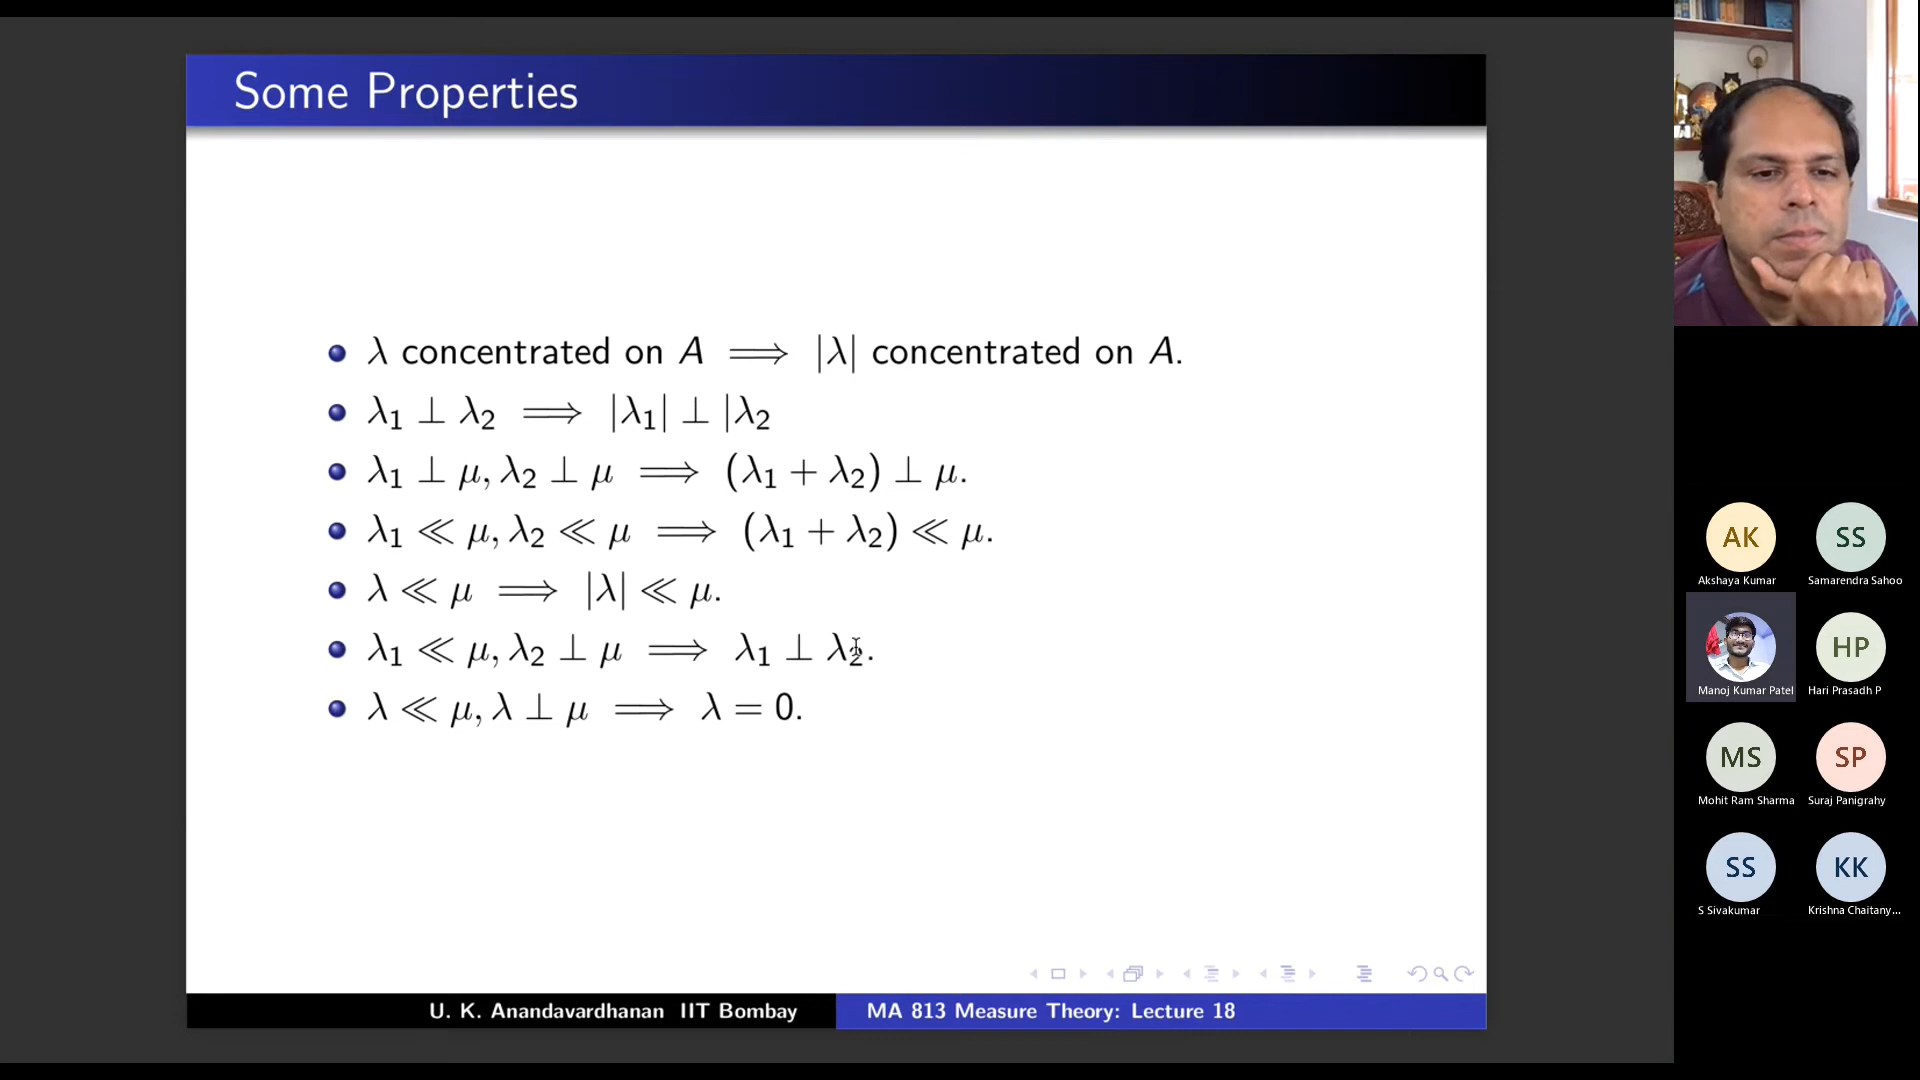 Some Properties
λ concentrated on A ⟹ |λ| concentrated on A.
λ₁ ⊥ λ₂ ⟹ |λ₁| ⊥ |λ₂
λ₁ ⊥ μ, λ₂ ⊥ μ ⟹ (λ₁ + λ₂) ⊥ μ.
λ₁ ≪ μ, λ₂ ≪ μ ⟹ (λ₁ + λ₂) ≪ μ.
λ ≪ μ ⟹ |λ| ≪ μ.
λ₁ ≪ μ, λ₂ ⊥ μ ⟹ λ₁ ⊥ λ₂.
λ ≪ μ, λ ⊥ μ ⟹ λ = 0.
U. K. Anandavardhanan IIT Bombay
MA 813 Measure Theory: Lecture 18
AK
Akshaya Kumar
SS
Samarendra Sahoo
Manoj Kumar Patel
HP
Hari Prasadh P
MS
Mohit Ram Sharma
SP
Suraj Panigrahy
SS
S Sivakumar
KK
Krishna Chaitany...